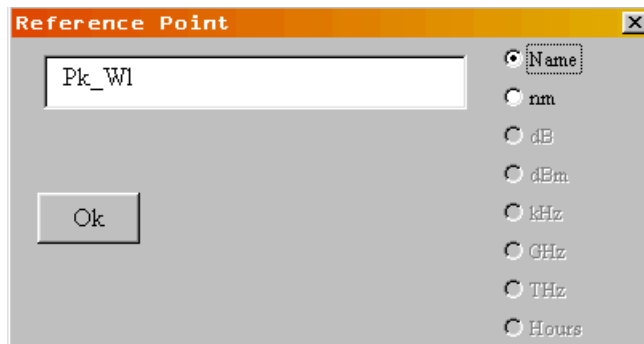 Reference Point
Pk_Wl
Name
nm
dB
dBm
kHz
GHz
THz
Hours
Ok